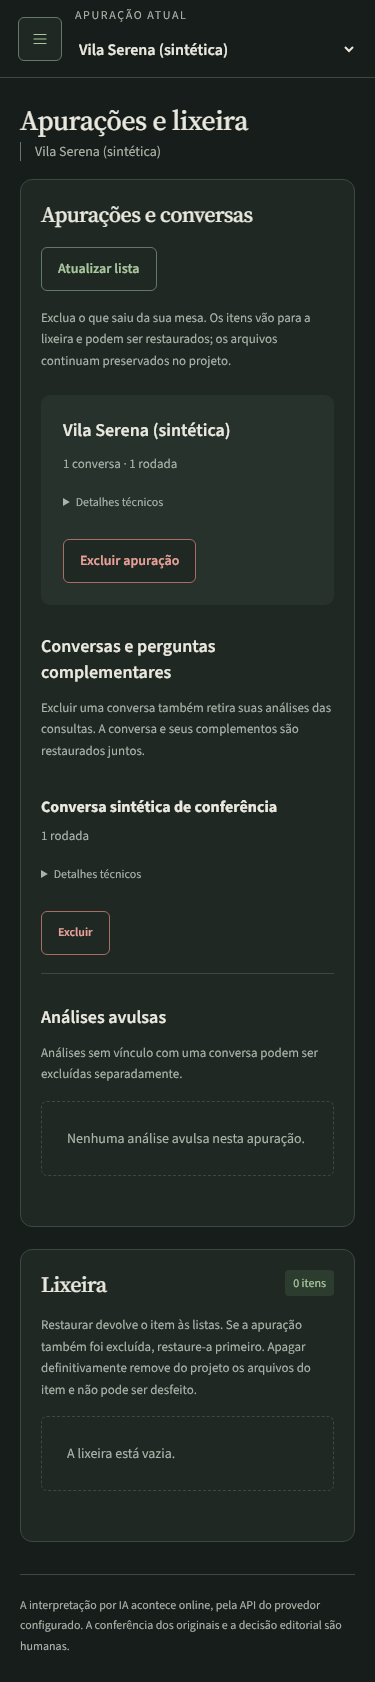 APURAÇÃO ATUAL
Vila Serena (sintética)
Apurações e lixeira
Vila Serena (sintética)
Apurações e conversas
Atualizar lista
Exclua o que saiu da sua mesa. Os itens vão para a
lixeira e podem ser restaurados; os arquivos
continuam preservados no projeto.
Vila Serena (sintética)
1 conversa · 1 rodada
Detalhes técnicos
Excluir apuração
Conversas e perguntas
complementares
Excluir uma conversa também retira suas análises das
consultas. A conversa e seus complementos são
restaurados juntos.
Conversa sintética de conferência
1 rodada
Detalhes técnicos
Excluir
Análises avulsas
Análises sem vínculo com uma conversa podem ser
excluídas separadamente.
Nenhuma análise avulsa nesta apuração.
Lixeira
0 itens
Restaurar devolve o item às listas. Se a apuração
também foi excluída, restaure-a primeiro. Apagar
definitivamente remove do projeto os arquivos do
item e não pode ser desfeito.
A lixeira está vazia.
A interpretação por IA acontece online, pela API do provedor
configurado. A conferência dos originais e a decisão editorial são
humanas.